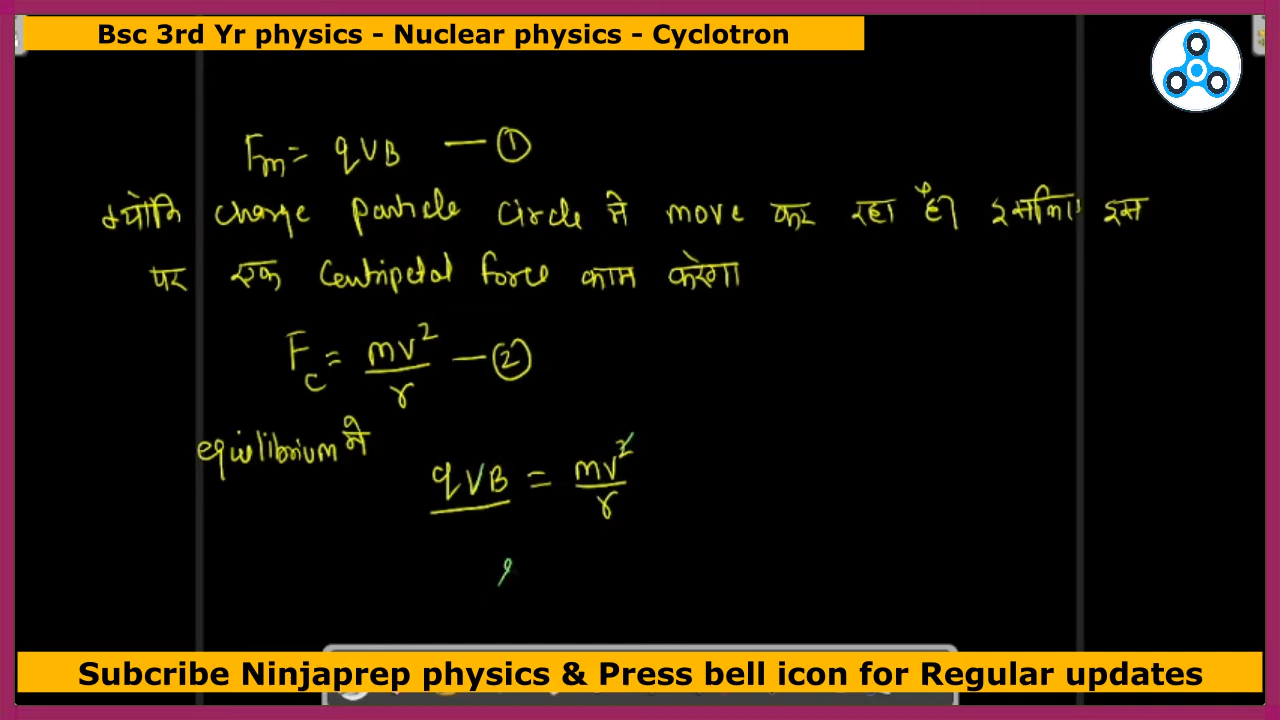 Bsc 3rd Yr physics - Nuclear physics - Cyclotron
Fm = qVB — ①
क्योकि charge particle circle मे move कर रहा है। इसलिए इस
पर एक centripetal force काम करेगा
Fc = mv²/r — ②
equilibrium मे
qVB = mv²/r
Subcribe Ninjaprep physics & Press bell icon for Regular updates